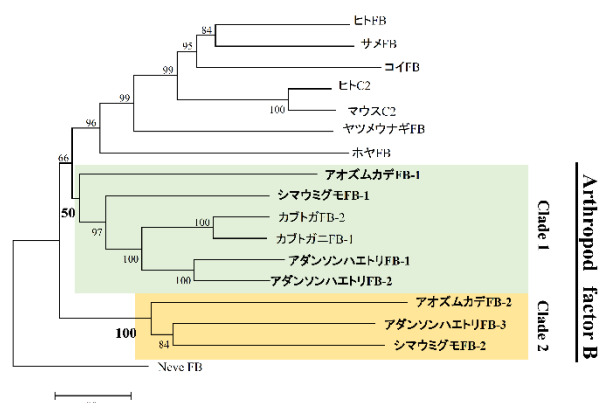 ヒトFB
84
サメFB
95
コイFB
99
ヒトC2
100
マウスC2
99
ヤツメウナギFB
96
ホヤFB
66
アオズムカデFB-1
50
シマウミグモFB-1
97
カブトガFB-2
100
カブトガニFB-1
100
アダンソンハエトリFB-1
100
アダンソンハエトリFB-2
Clade 1
アオズムカデFB-2
100
アダンソンハエトリFB-3
84
シマウミグモFB-2
Clade 2
Arthropod factor B
Neve FB